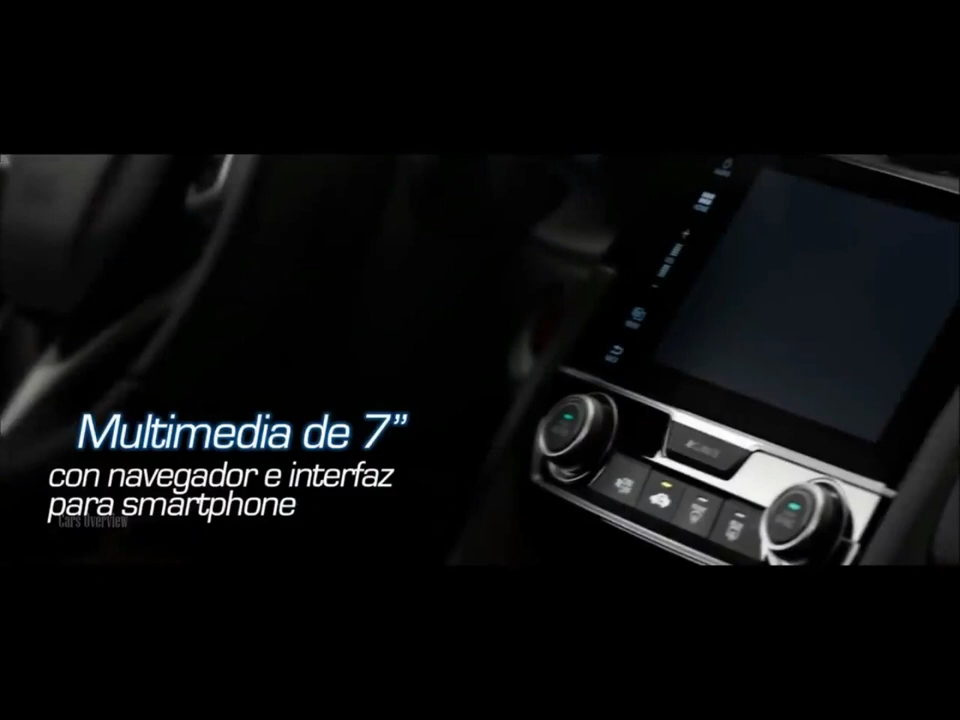 Multimedia de 7”
con navegador e interfaz
para smartphone
Cars Overview